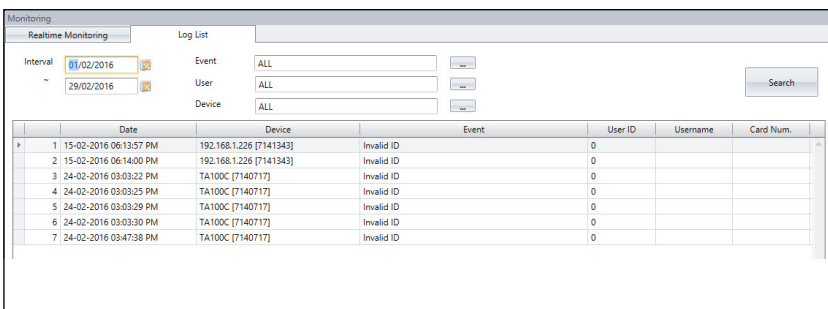 Monitoring
Realtime Monitoring Log List
Interval 01/02/2016 Event ALL ...
~ 29/02/2016 User ALL ... Search
Device ALL ...
Date Device Event User ID Username Card Num.
1 15-02-2016 06:13:57 PM 192.168.1.226 [7141343] Invalid ID 0
2 15-02-2016 06:14:00 PM 192.168.1.226 [7141343] Invalid ID 0
3 24-02-2016 03:03:22 PM TA100C [7140717] Invalid ID 0
4 24-02-2016 03:03:25 PM TA100C [7140717] Invalid ID 0
5 24-02-2016 03:03:29 PM TA100C [7140717] Invalid ID 0
6 24-02-2016 03:03:30 PM TA100C [7140717] Invalid ID 0
7 24-02-2016 03:47:38 PM TA100C [7140717] Invalid ID 0